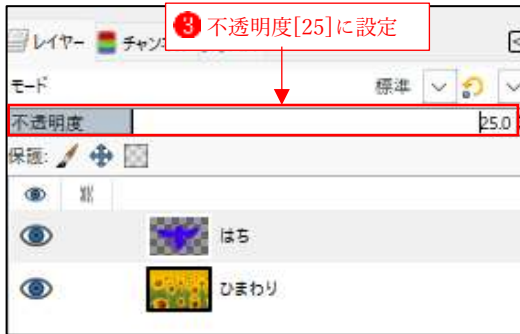 ❸ 不透明度[25]に設定
レイヤー チャン
モード 標準
不透明度 25.0
保護:
はち
ひまわり